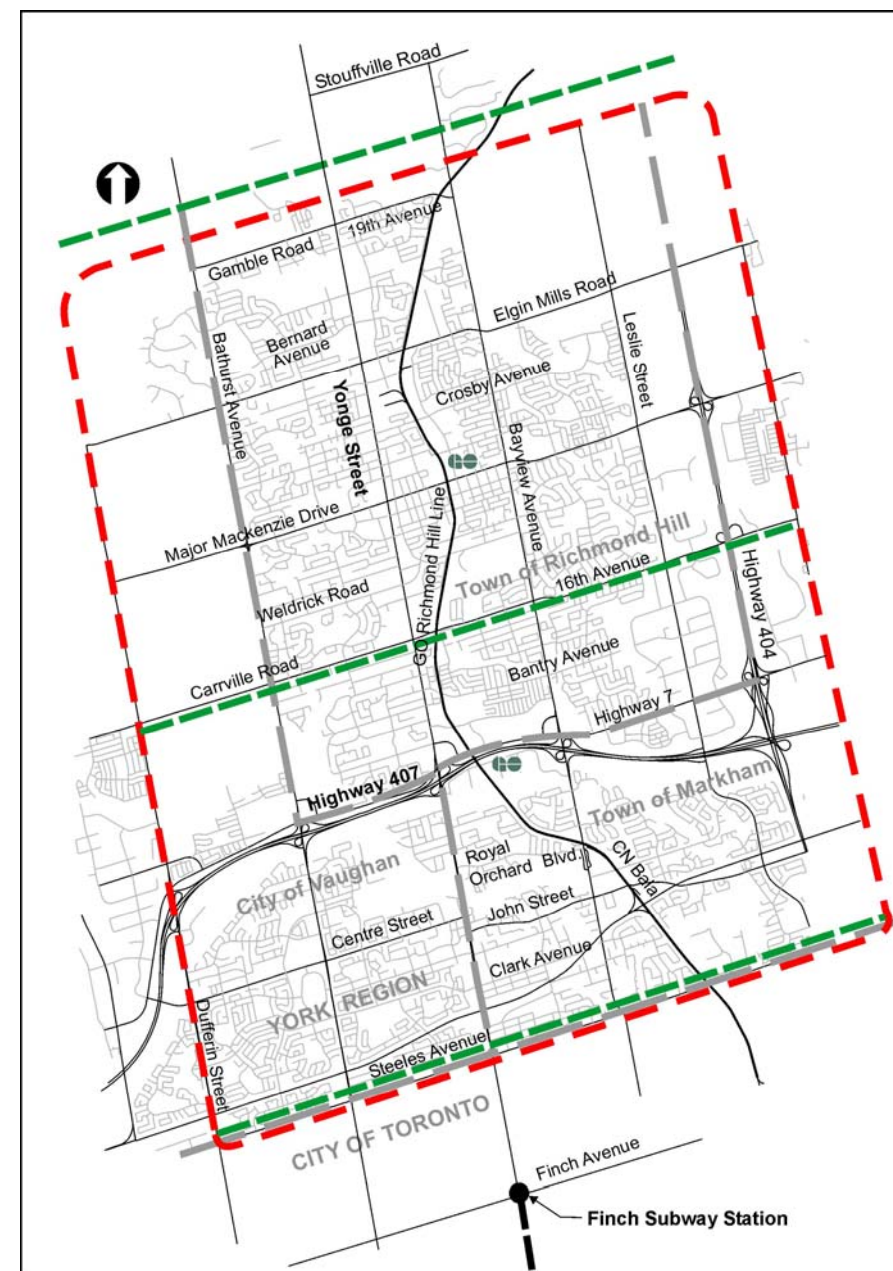 Stouffville Road
19th Avenue
Gamble Road
Elgin Mills Road
Bernard
Avenue
Bathurst Avenue
Leslie Street
Crosby Avenue
Yonge Street
GO
Bayview Avenue
Major Mackenzie Drive
GO Richmond Hill Line
Town of Richmond Hill
16th Avenue
Weldrick Road
Highway 404
Carrville Road
Bantry Avenue
Highway 7
GO
Highway 407
Town of Markham
City of Vaughan
Royal
Orchard Blvd.
CN Bala
John Street
Centre Street
Clark Avenue
YORK REGION
Dufferin Street
Steeles Avenue
CITY OF TORONTO
Finch Avenue
Finch Subway Station